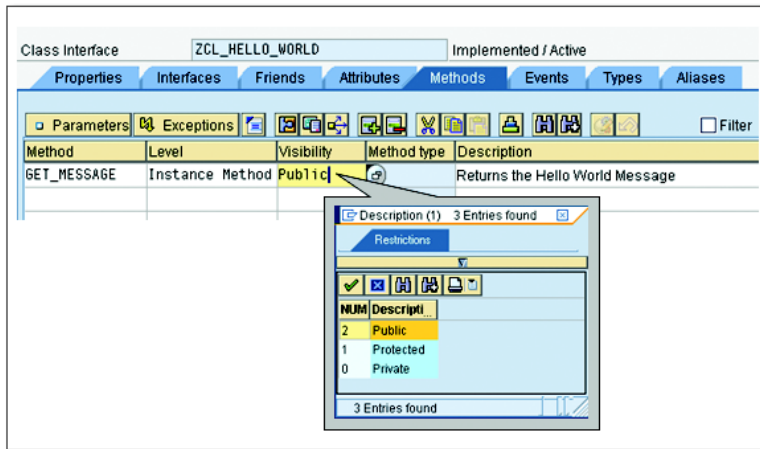 Class Interface ZCL_HELLO_WORLD Implemented / Active
Properties Interfaces Friends Attributes Methods Events Types Aliases
Parameters Exceptions Filter
Method Level Visibility Method type Description
GET_MESSAGE Instance Method Public Returns the Hello World Message
Description (1) 3 Entries found
Restrictions
NUM Descripti...
2 Public
1 Protected
0 Private
3 Entries found